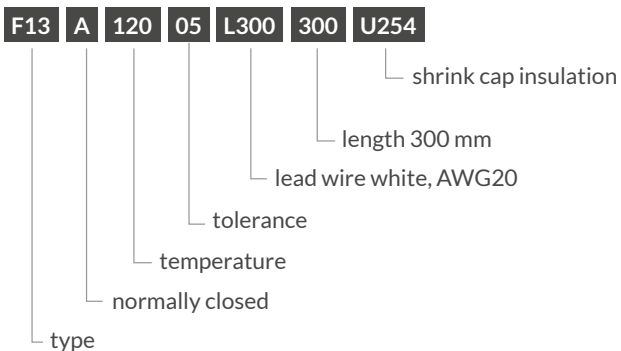 F13 A 120 05 L300 300 U254
shrink cap insulation
length 300 mm
lead wire white, AWG20
tolerance
temperature
normally closed
type